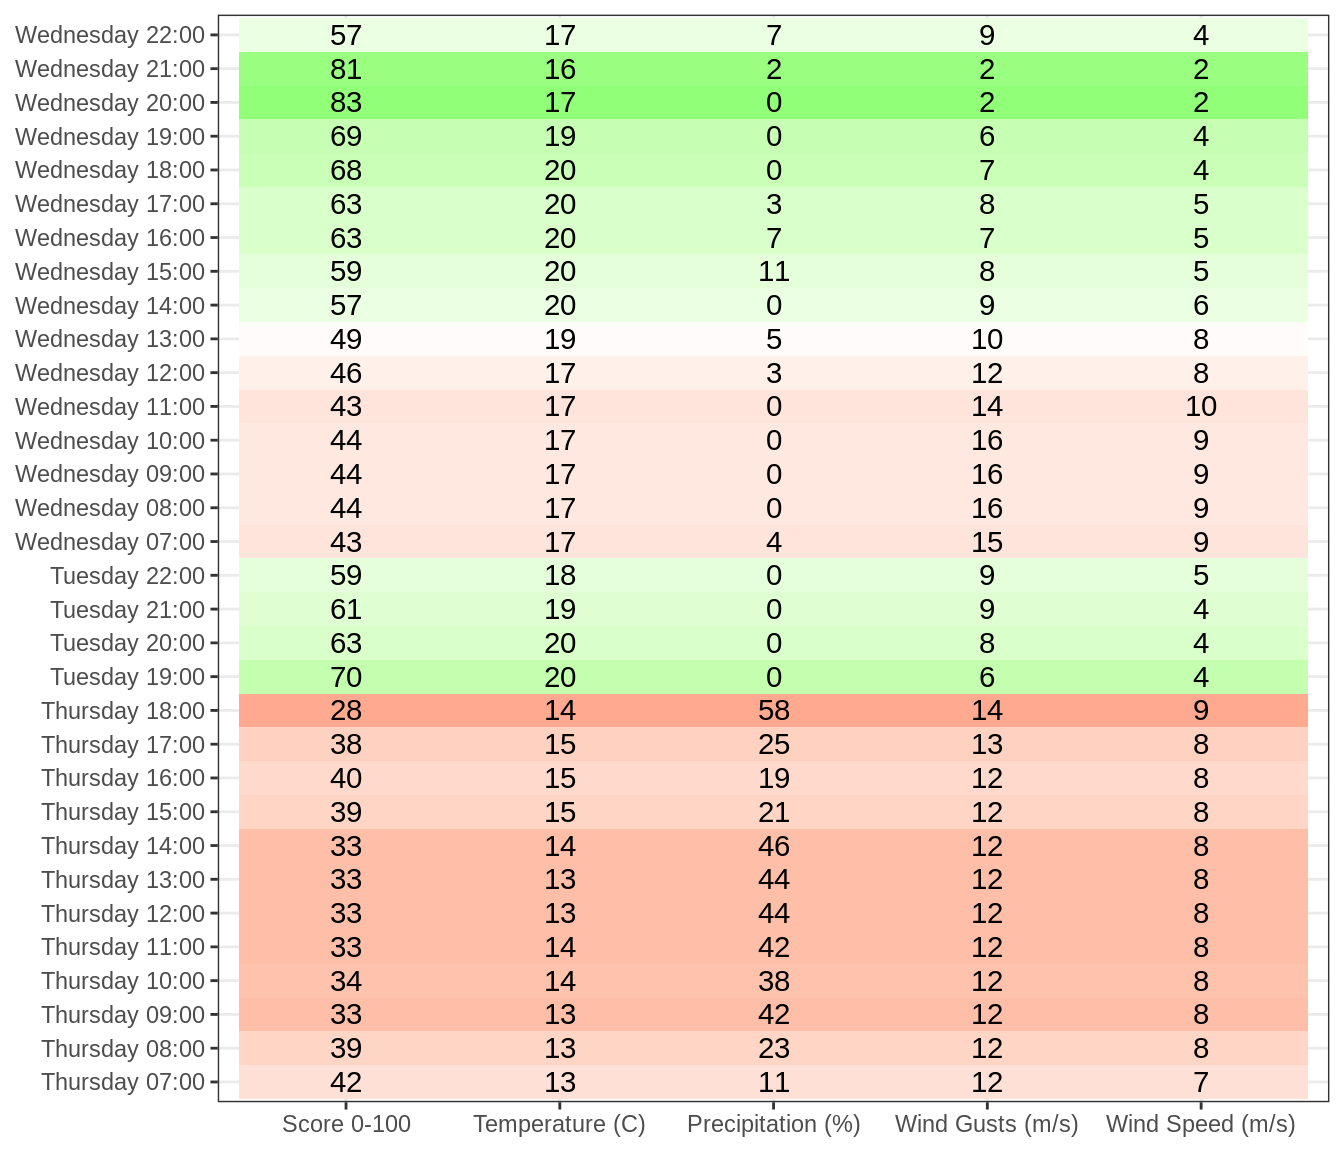 Wednesday 22:00 57 17 7 9 4
Wednesday 21:00 81 16 2 2 2
Wednesday 20:00 83 17 0 2 2
Wednesday 19:00 69 19 0 6 4
Wednesday 18:00 68 20 0 7 4
Wednesday 17:00 63 20 3 8 5
Wednesday 16:00 63 20 7 7 5
Wednesday 15:00 59 20 11 8 5
Wednesday 14:00 57 20 0 9 6
Wednesday 13:00 49 19 5 10 8
Wednesday 12:00 46 17 3 12 8
Wednesday 11:00 43 17 0 14 10
Wednesday 10:00 44 17 0 16 9
Wednesday 09:00 44 17 0 16 9
Wednesday 08:00 44 17 0 16 9
Wednesday 07:00 43 17 4 15 9
Tuesday 22:00 59 18 0 9 5
Tuesday 21:00 61 19 0 9 4
Tuesday 20:00 63 20 0 8 4
Tuesday 19:00 70 20 0 6 4
Thursday 18:00 28 14 58 14 9
Thursday 17:00 38 15 25 13 8
Thursday 16:00 40 15 19 12 8
Thursday 15:00 39 15 21 12 8
Thursday 14:00 33 14 46 12 8
Thursday 13:00 33 13 44 12 8
Thursday 12:00 33 13 44 12 8
Thursday 11:00 33 14 42 12 8
Thursday 10:00 34 14 38 12 8
Thursday 09:00 33 13 42 12 8
Thursday 08:00 39 13 23 12 8
Thursday 07:00 42 13 11 12 7
Score 0-100 Temperature (C) Precipitation (%) Wind Gusts (m/s) Wind Speed (m/s)